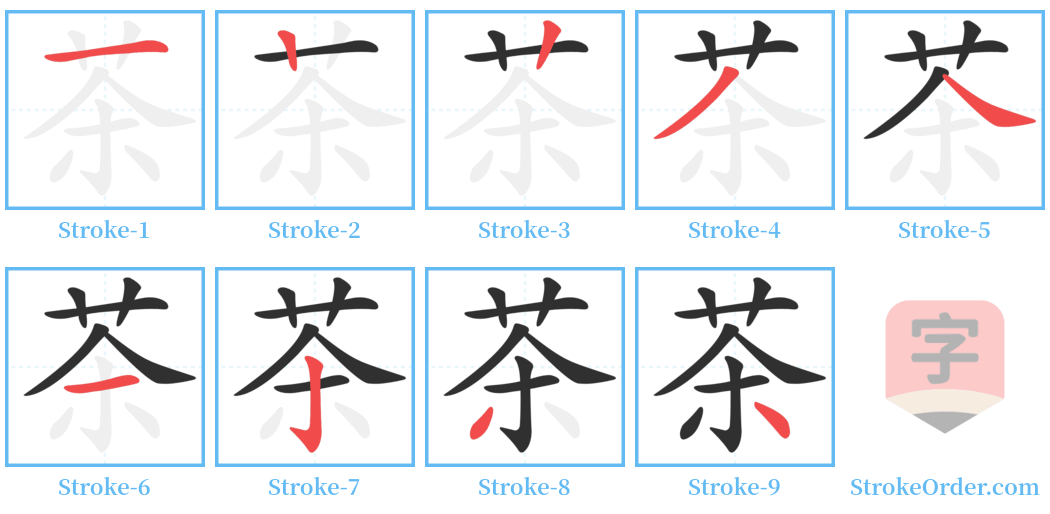 茶 茶 茶 茶 茶
Stroke-1 Stroke-2 Stroke-3 Stroke-4 Stroke-5
茶 茶 茶 茶 字
Stroke-6 Stroke-7 Stroke-8 Stroke-9 StrokeOrder.com